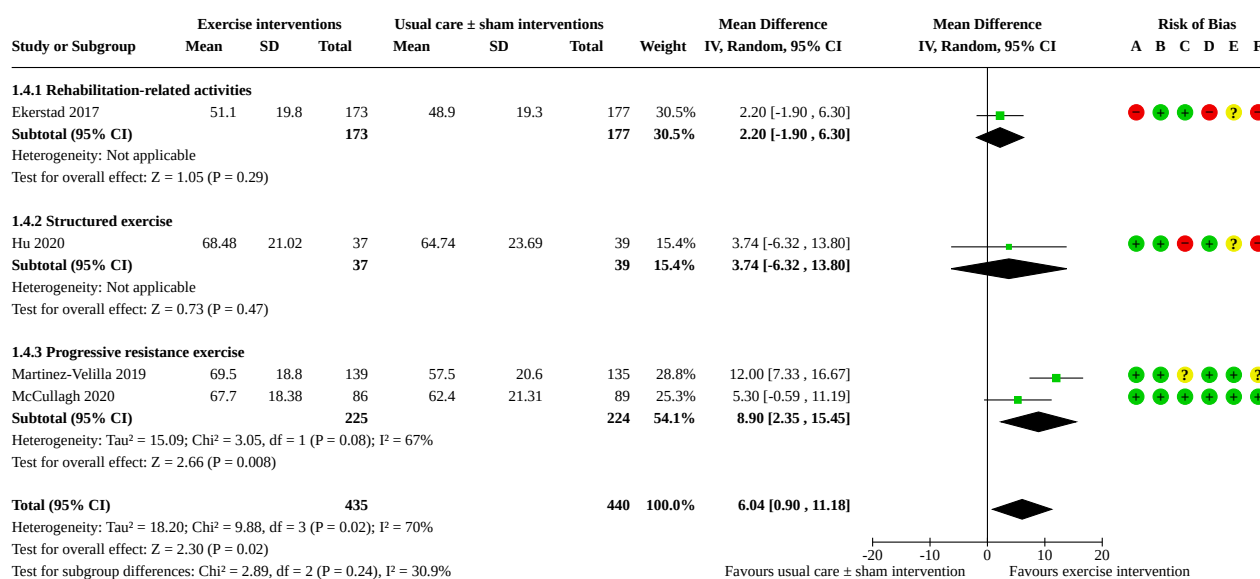 Exercise interventions Usual care ± sham interventions Mean Difference Mean Difference Risk of Bias
Study or Subgroup Mean SD Total Mean SD Total Weight IV, Random, 95% CI IV, Random, 95% CI A B C D E F
1.4.1 Rehabilitation-related activities
Ekerstad 2017 51.1 19.8 173 48.9 19.3 177 30.5% 2.20 [-1.90 , 6.30] − + + − ? −
Subtotal (95% CI) 173 177 30.5% 2.20 [-1.90 , 6.30]
Heterogeneity: Not applicable
Test for overall effect: Z = 1.05 (P = 0.29)
1.4.2 Structured exercise
Hu 2020 68.48 21.02 37 64.74 23.69 39 15.4% 3.74 [-6.32 , 13.80] + + − + ? −
Subtotal (95% CI) 37 39 15.4% 3.74 [-6.32 , 13.80]
Heterogeneity: Not applicable
Test for overall effect: Z = 0.73 (P = 0.47)
1.4.3 Progressive resistance exercise
Martinez-Velilla 2019 69.5 18.8 139 57.5 20.6 135 28.8% 12.00 [7.33 , 16.67] + + ? + + ?
McCullagh 2020 67.7 18.38 86 62.4 21.31 89 25.3% 5.30 [-0.59 , 11.19] + + + + + +
Subtotal (95% CI) 225 224 54.1% 8.90 [2.35 , 15.45]
Heterogeneity: Tau² = 15.09; Chi² = 3.05, df = 1 (P = 0.08); I² = 67%
Test for overall effect: Z = 2.66 (P = 0.008)
Total (95% CI) 435 440 100.0% 6.04 [0.90 , 11.18]
Heterogeneity: Tau² = 18.20; Chi² = 9.88, df = 3 (P = 0.02); I² = 70%
Test for overall effect: Z = 2.30 (P = 0.02)
-20 -10 0 10 20
Test for subgroup differences: Chi² = 2.89, df = 2 (P = 0.24), I² = 30.9%
Favours usual care ± sham intervention Favours exercise intervention